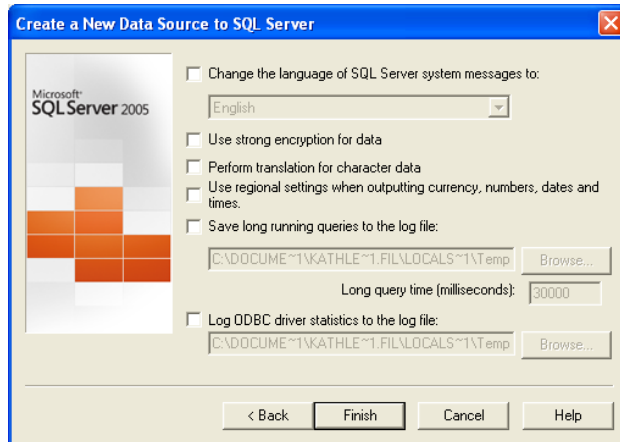 Create a New Data Source to SQL Server
Microsoft
SQL Server 2005
Change the language of SQL Server system messages to:
English
Use strong encryption for data
Perform translation for character data
Use regional settings when outputting currency, numbers, dates and
times.
Save long running queries to the log file:
C:\DOCUME~1\KATHLE~1.FIL\LOCALS~1\Temp Browse...
Long query time (milliseconds): 30000
Log ODBC driver statistics to the log file:
C:\DOCUME~1\KATHLE~1.FIL\LOCALS~1\Temp Browse...
< Back Finish Cancel Help